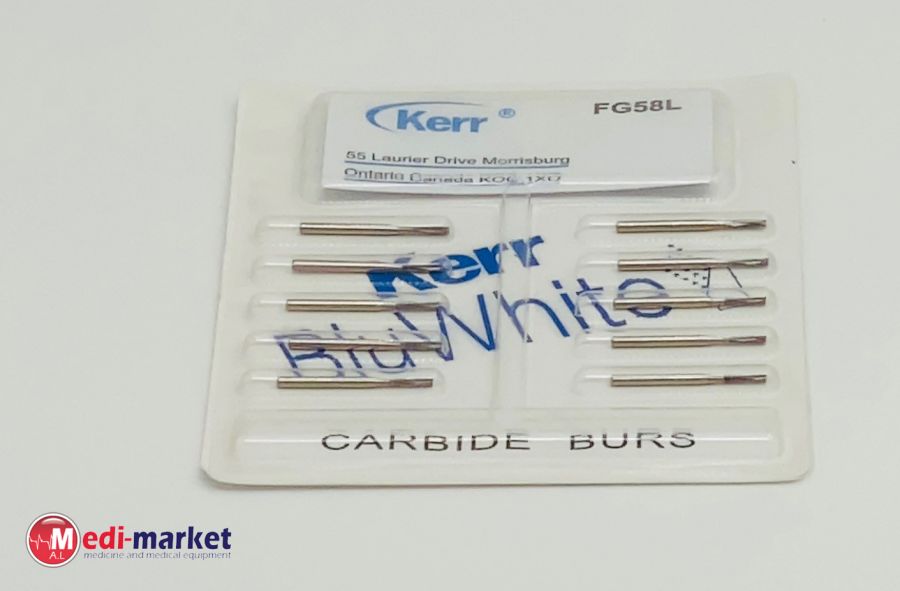 Kerr ® FG58L
55 Laurier Drive Morrisburg
Ontario Canada K0C 1X0
Kerr
BluWhite
CARBIDE BURS
Medi-market
A.L
medicine and medical equipment